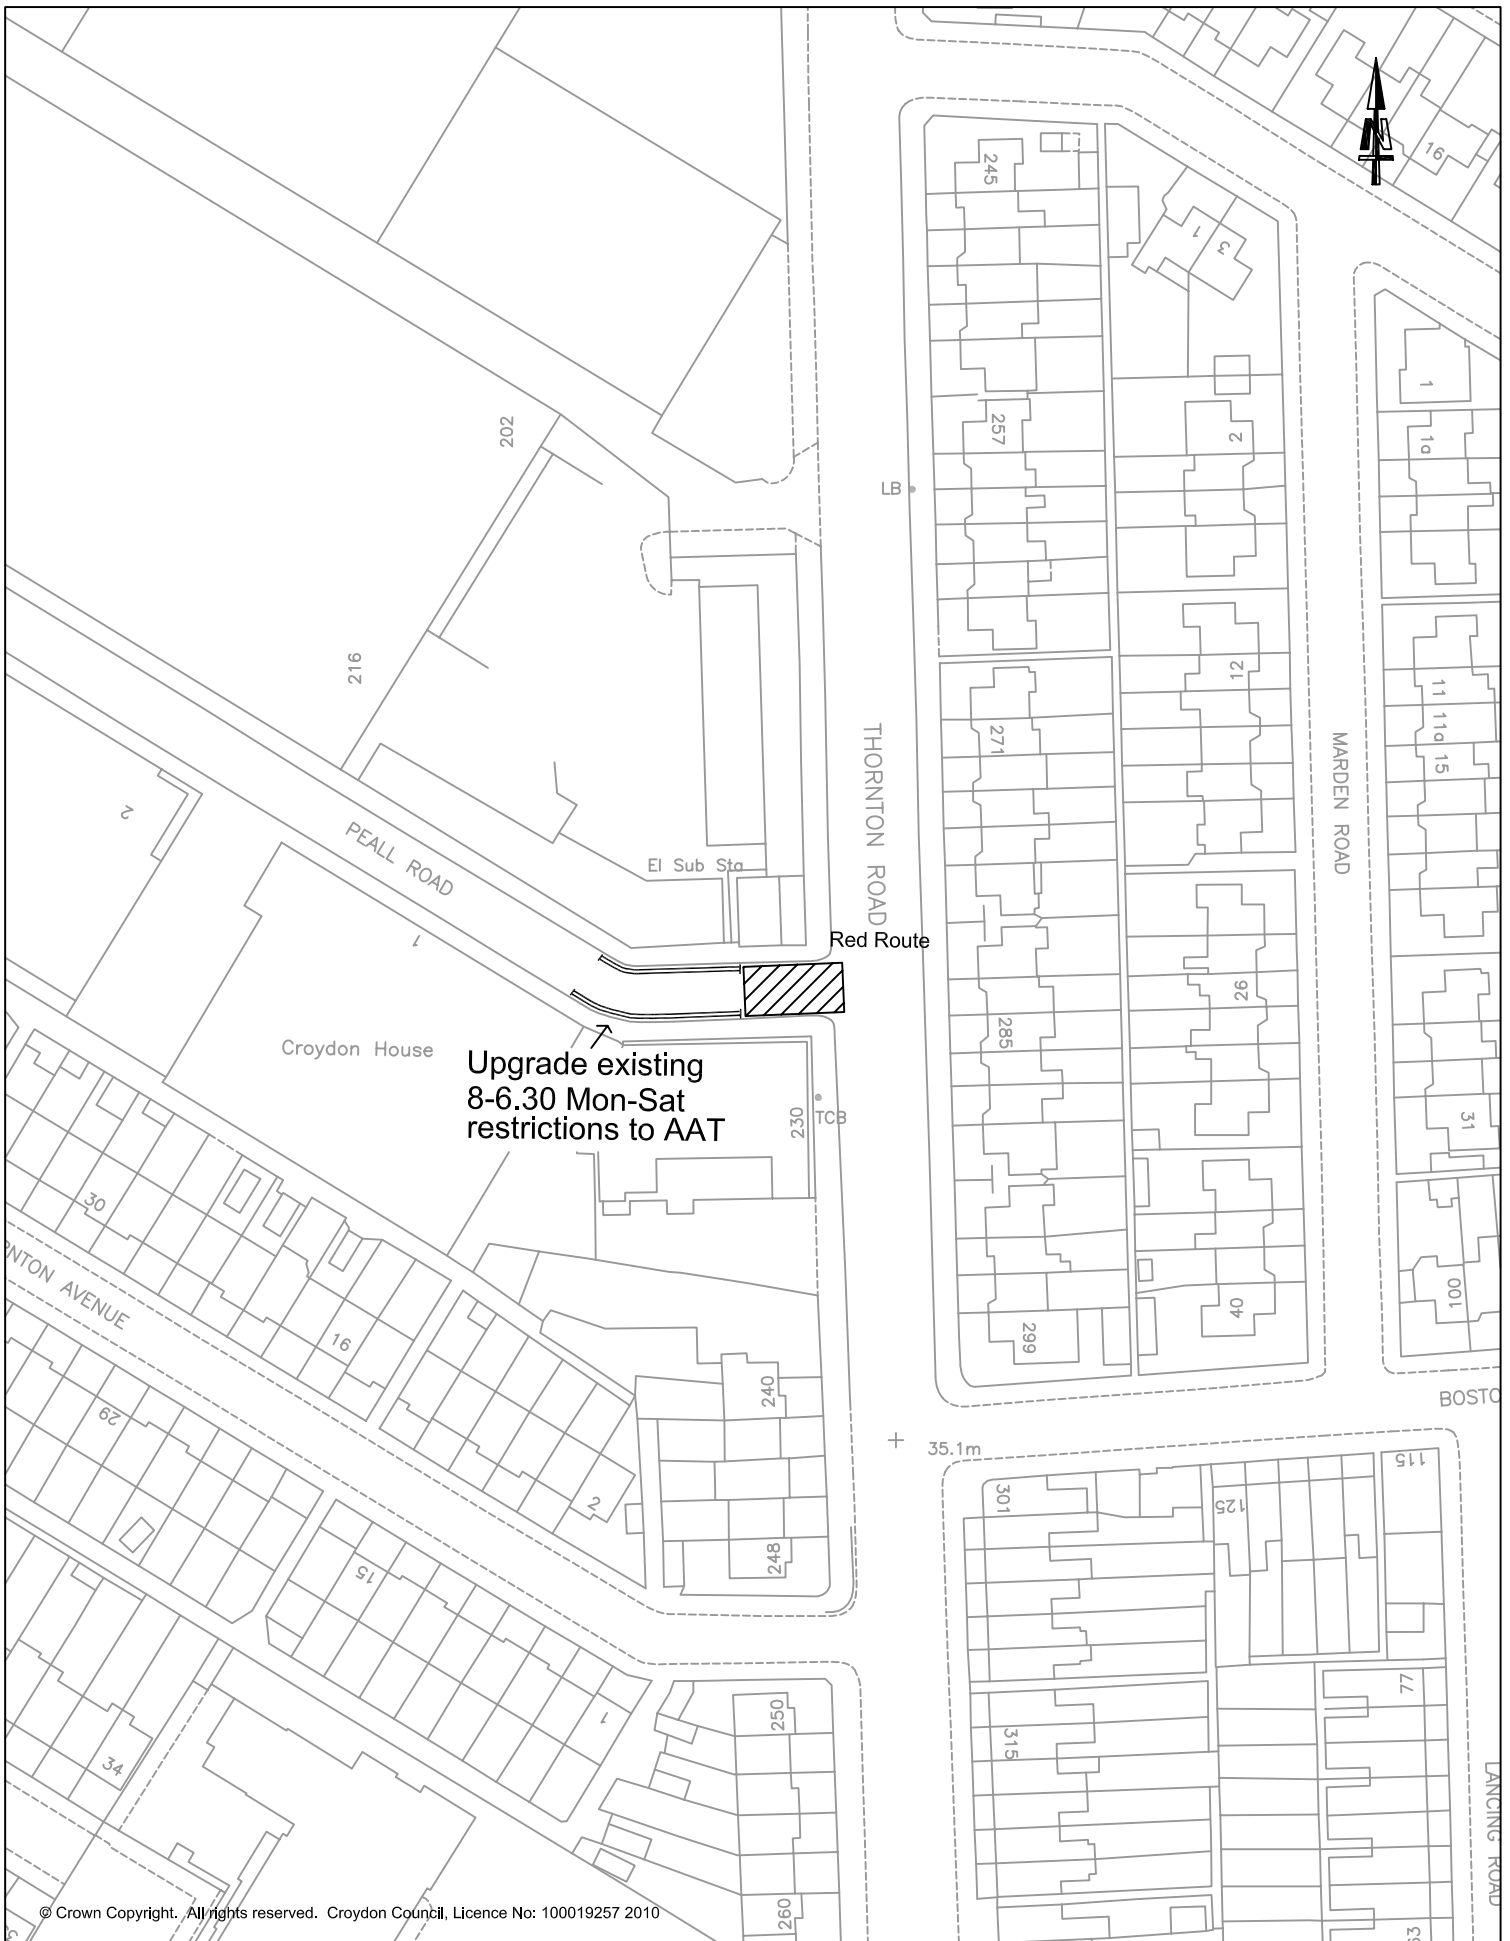 N
16
245
1
3
1
202
257
2
1a
LB
216
12
11
271
THORNTON ROAD
11a
MARDEN ROAD
15
2
PEALL ROAD
El Sub Sta
Red Route
1
26
285
Croydon House
Upgrade existing
8-6.30 Mon-Sat
restrictions to AAT
230
TCB
31
30
RNTON AVENUE
16
299
40
100
240
29
BOSTO
35.1m
115
301
125
2
248
15
77
1
250
315
34
LANCING ROAD
260
63
© Crown Copyright. All rights reserved. Croydon Council, Licence No: 100019257 2010